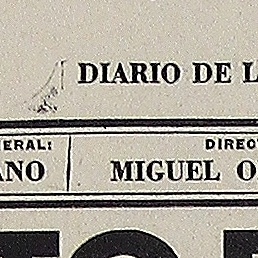 DIARIO DE L
ERAL: DIREC
ANO MIGUEL O